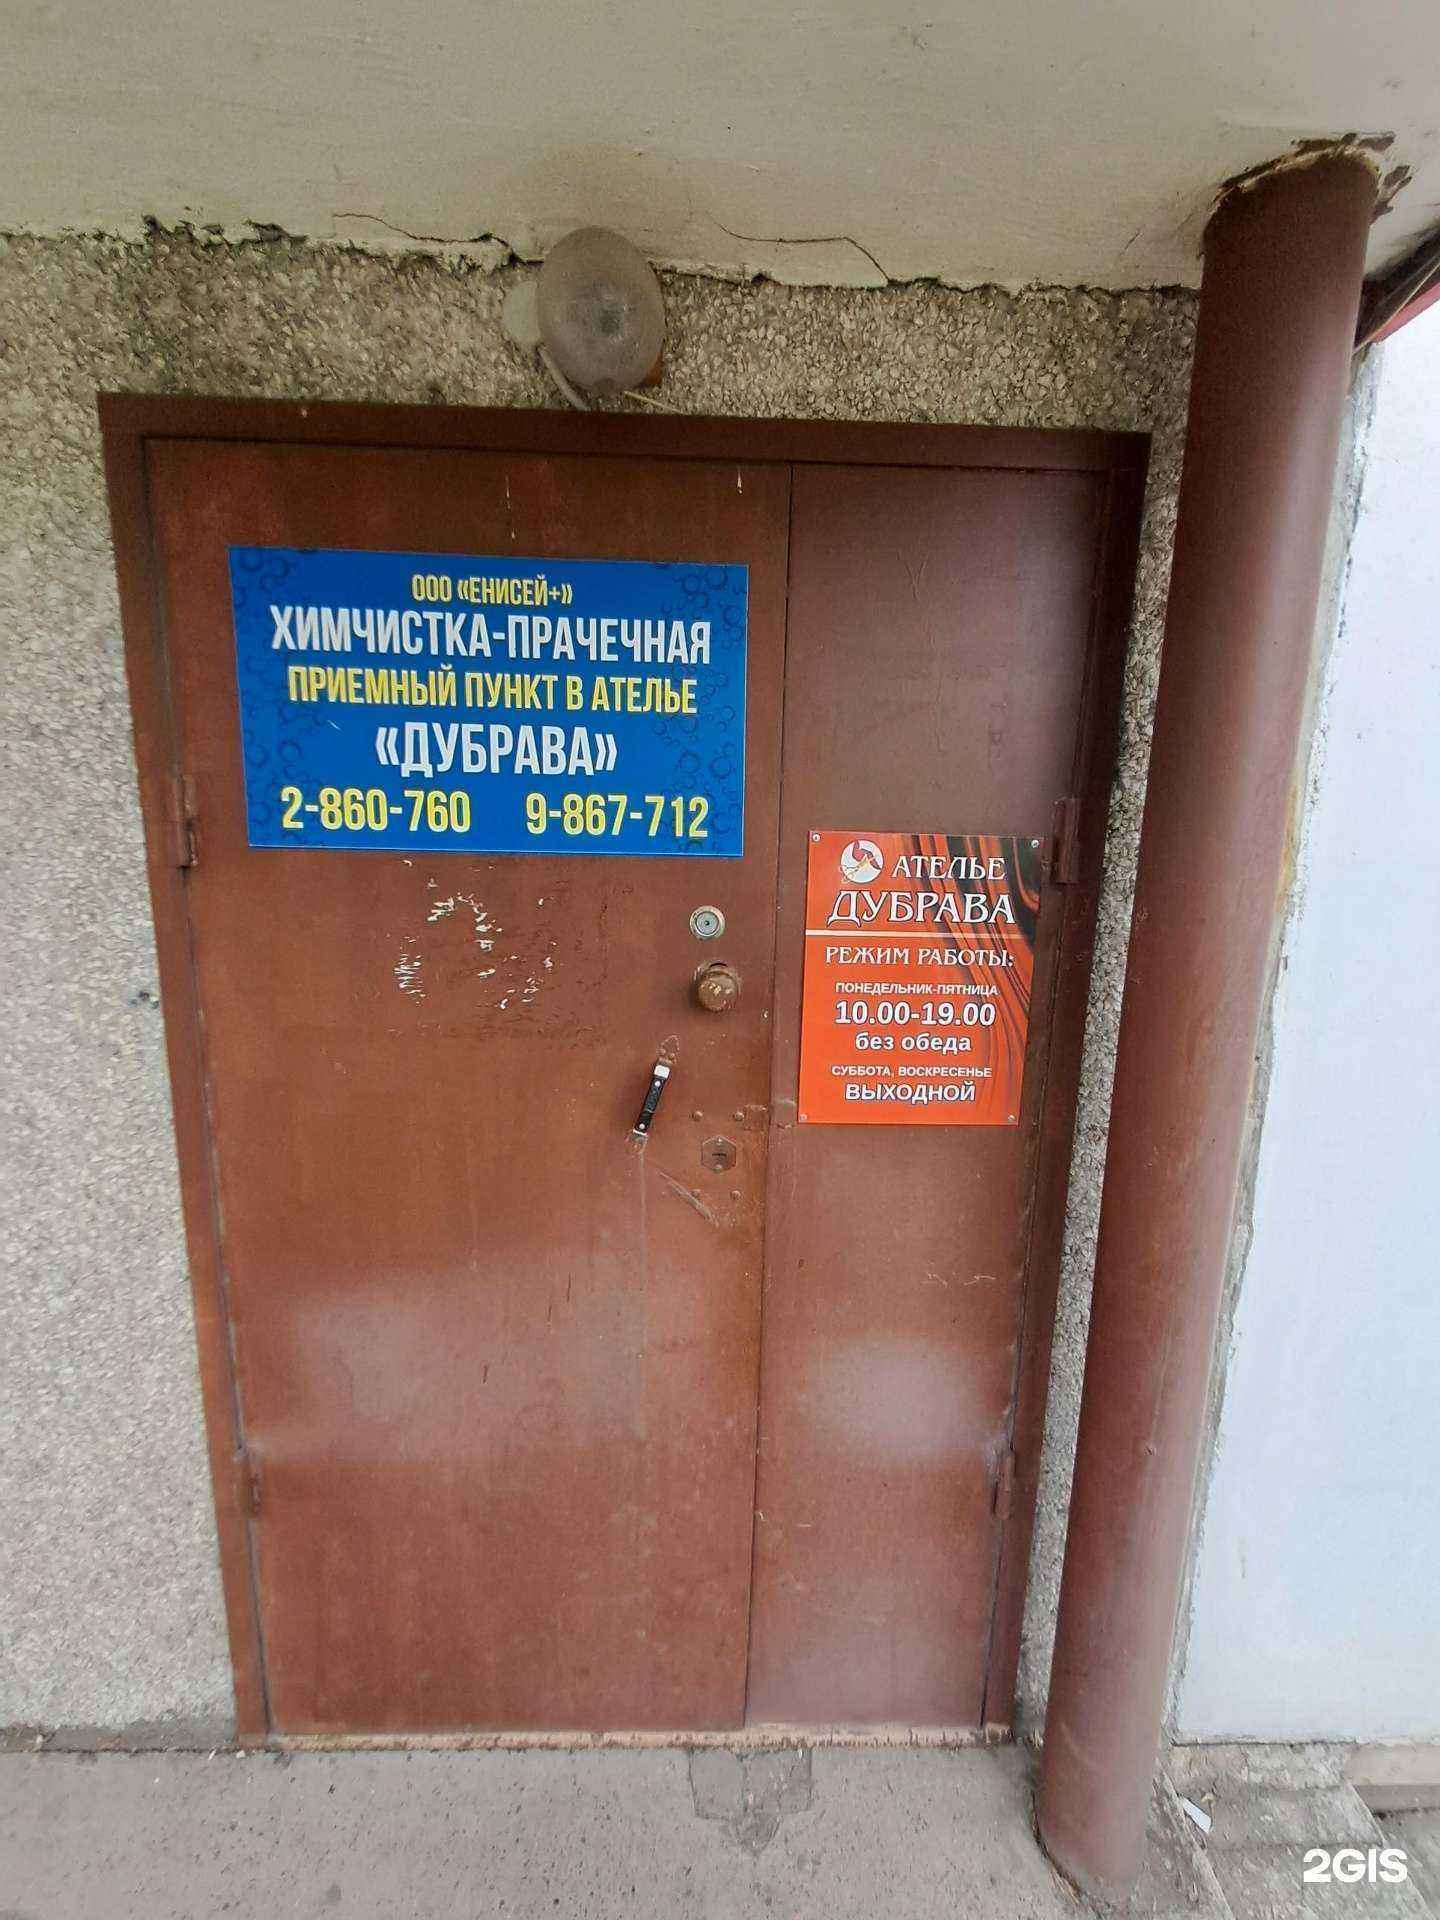 ООО «ЕНИСЕЙ+»
ХИМЧИСТКА-ПРАЧЕЧНАЯ
ПРИЕМНЫЙ ПУНКТ В АТЕЛЬЕ
«ДУБРАВА»
2-860-760 9-867-712
АТЕЛЬЕ
ДУБРАВА
РЕЖИМ РАБОТЫ:
ПОНЕДЕЛЬНИК-ПЯТНИЦА
10.00-19.00
без обеда
СУББОТА, ВОСКРЕСЕНЬЕ
ВЫХОДНОЙ
2GIS